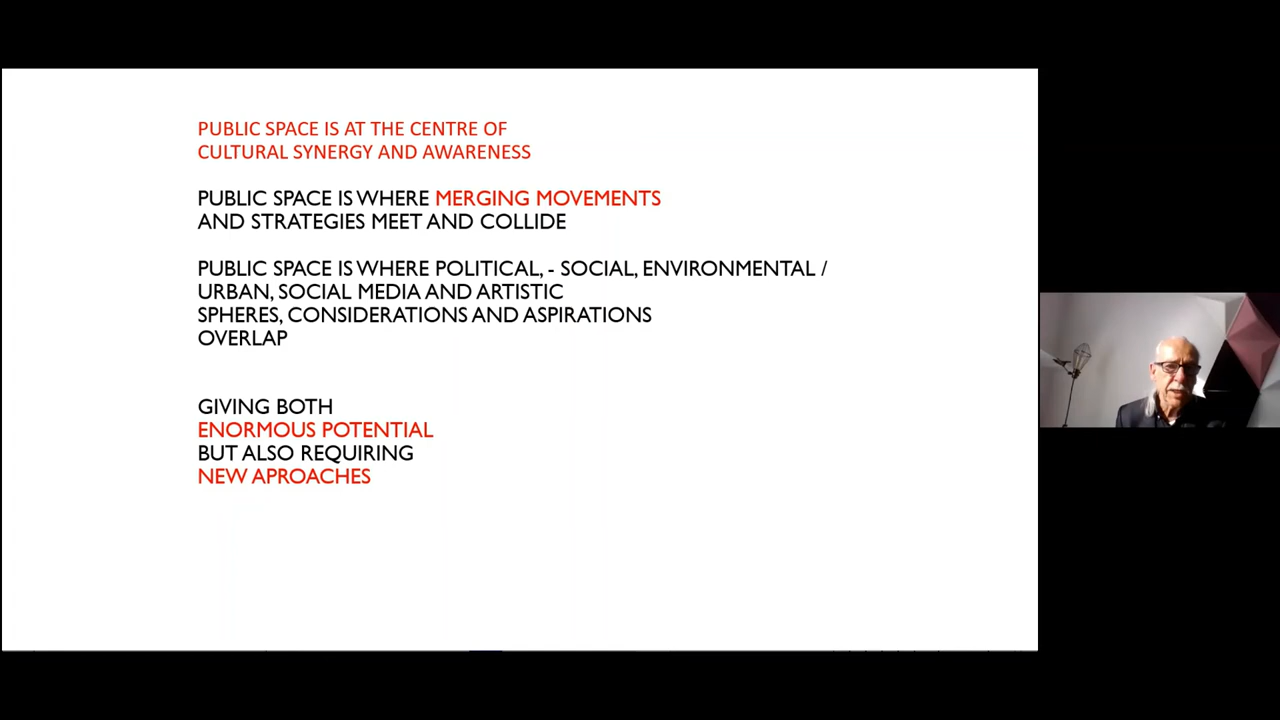 PUBLIC SPACE IS AT THE CENTRE OF
CULTURAL SYNERGY AND AWARENESS
PUBLIC SPACE IS WHERE MERGING MOVEMENTS
AND STRATEGIES MEET AND COLLIDE
PUBLIC SPACE IS WHERE POLITICAL, - SOCIAL, ENVIRONMENTAL /
URBAN, SOCIAL MEDIA AND ARTISTIC
SPHERES, CONSIDERATIONS AND ASPIRATIONS
OVERLAP
GIVING BOTH
ENORMOUS POTENTIAL
BUT ALSO REQUIRING
NEW APROACHES